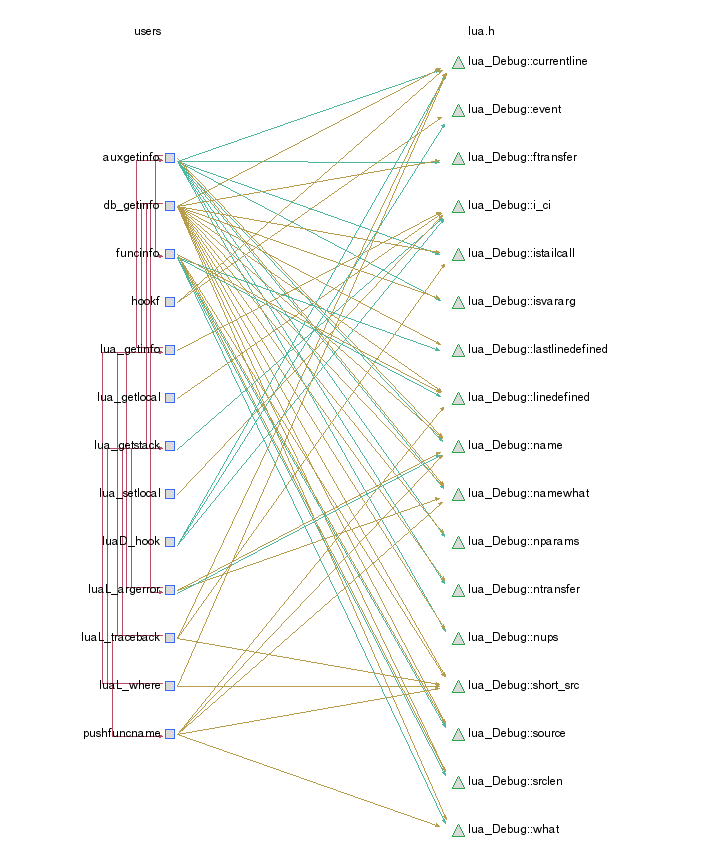 users
lua.h
lua_Debug::currentline
lua_Debug::event
auxgetinfo
lua_Debug::ftransfer
db_getinfo
lua_Debug::i_ci
funcinfo
lua_Debug::istailcall
hookf
lua_Debug::isvararg
lua_getinfo
lua_Debug::lastlinedefined
lua_getlocal
lua_Debug::linedefined
lua_getstack
lua_Debug::name
lua_setlocal
lua_Debug::namewhat
luaD_hook
lua_Debug::nparams
luaL_argerror
lua_Debug::ntransfer
luaL_traceback
lua_Debug::nups
luaL_where
lua_Debug::short_src
pushfuncname
lua_Debug::source
lua_Debug::srclen
lua_Debug::what